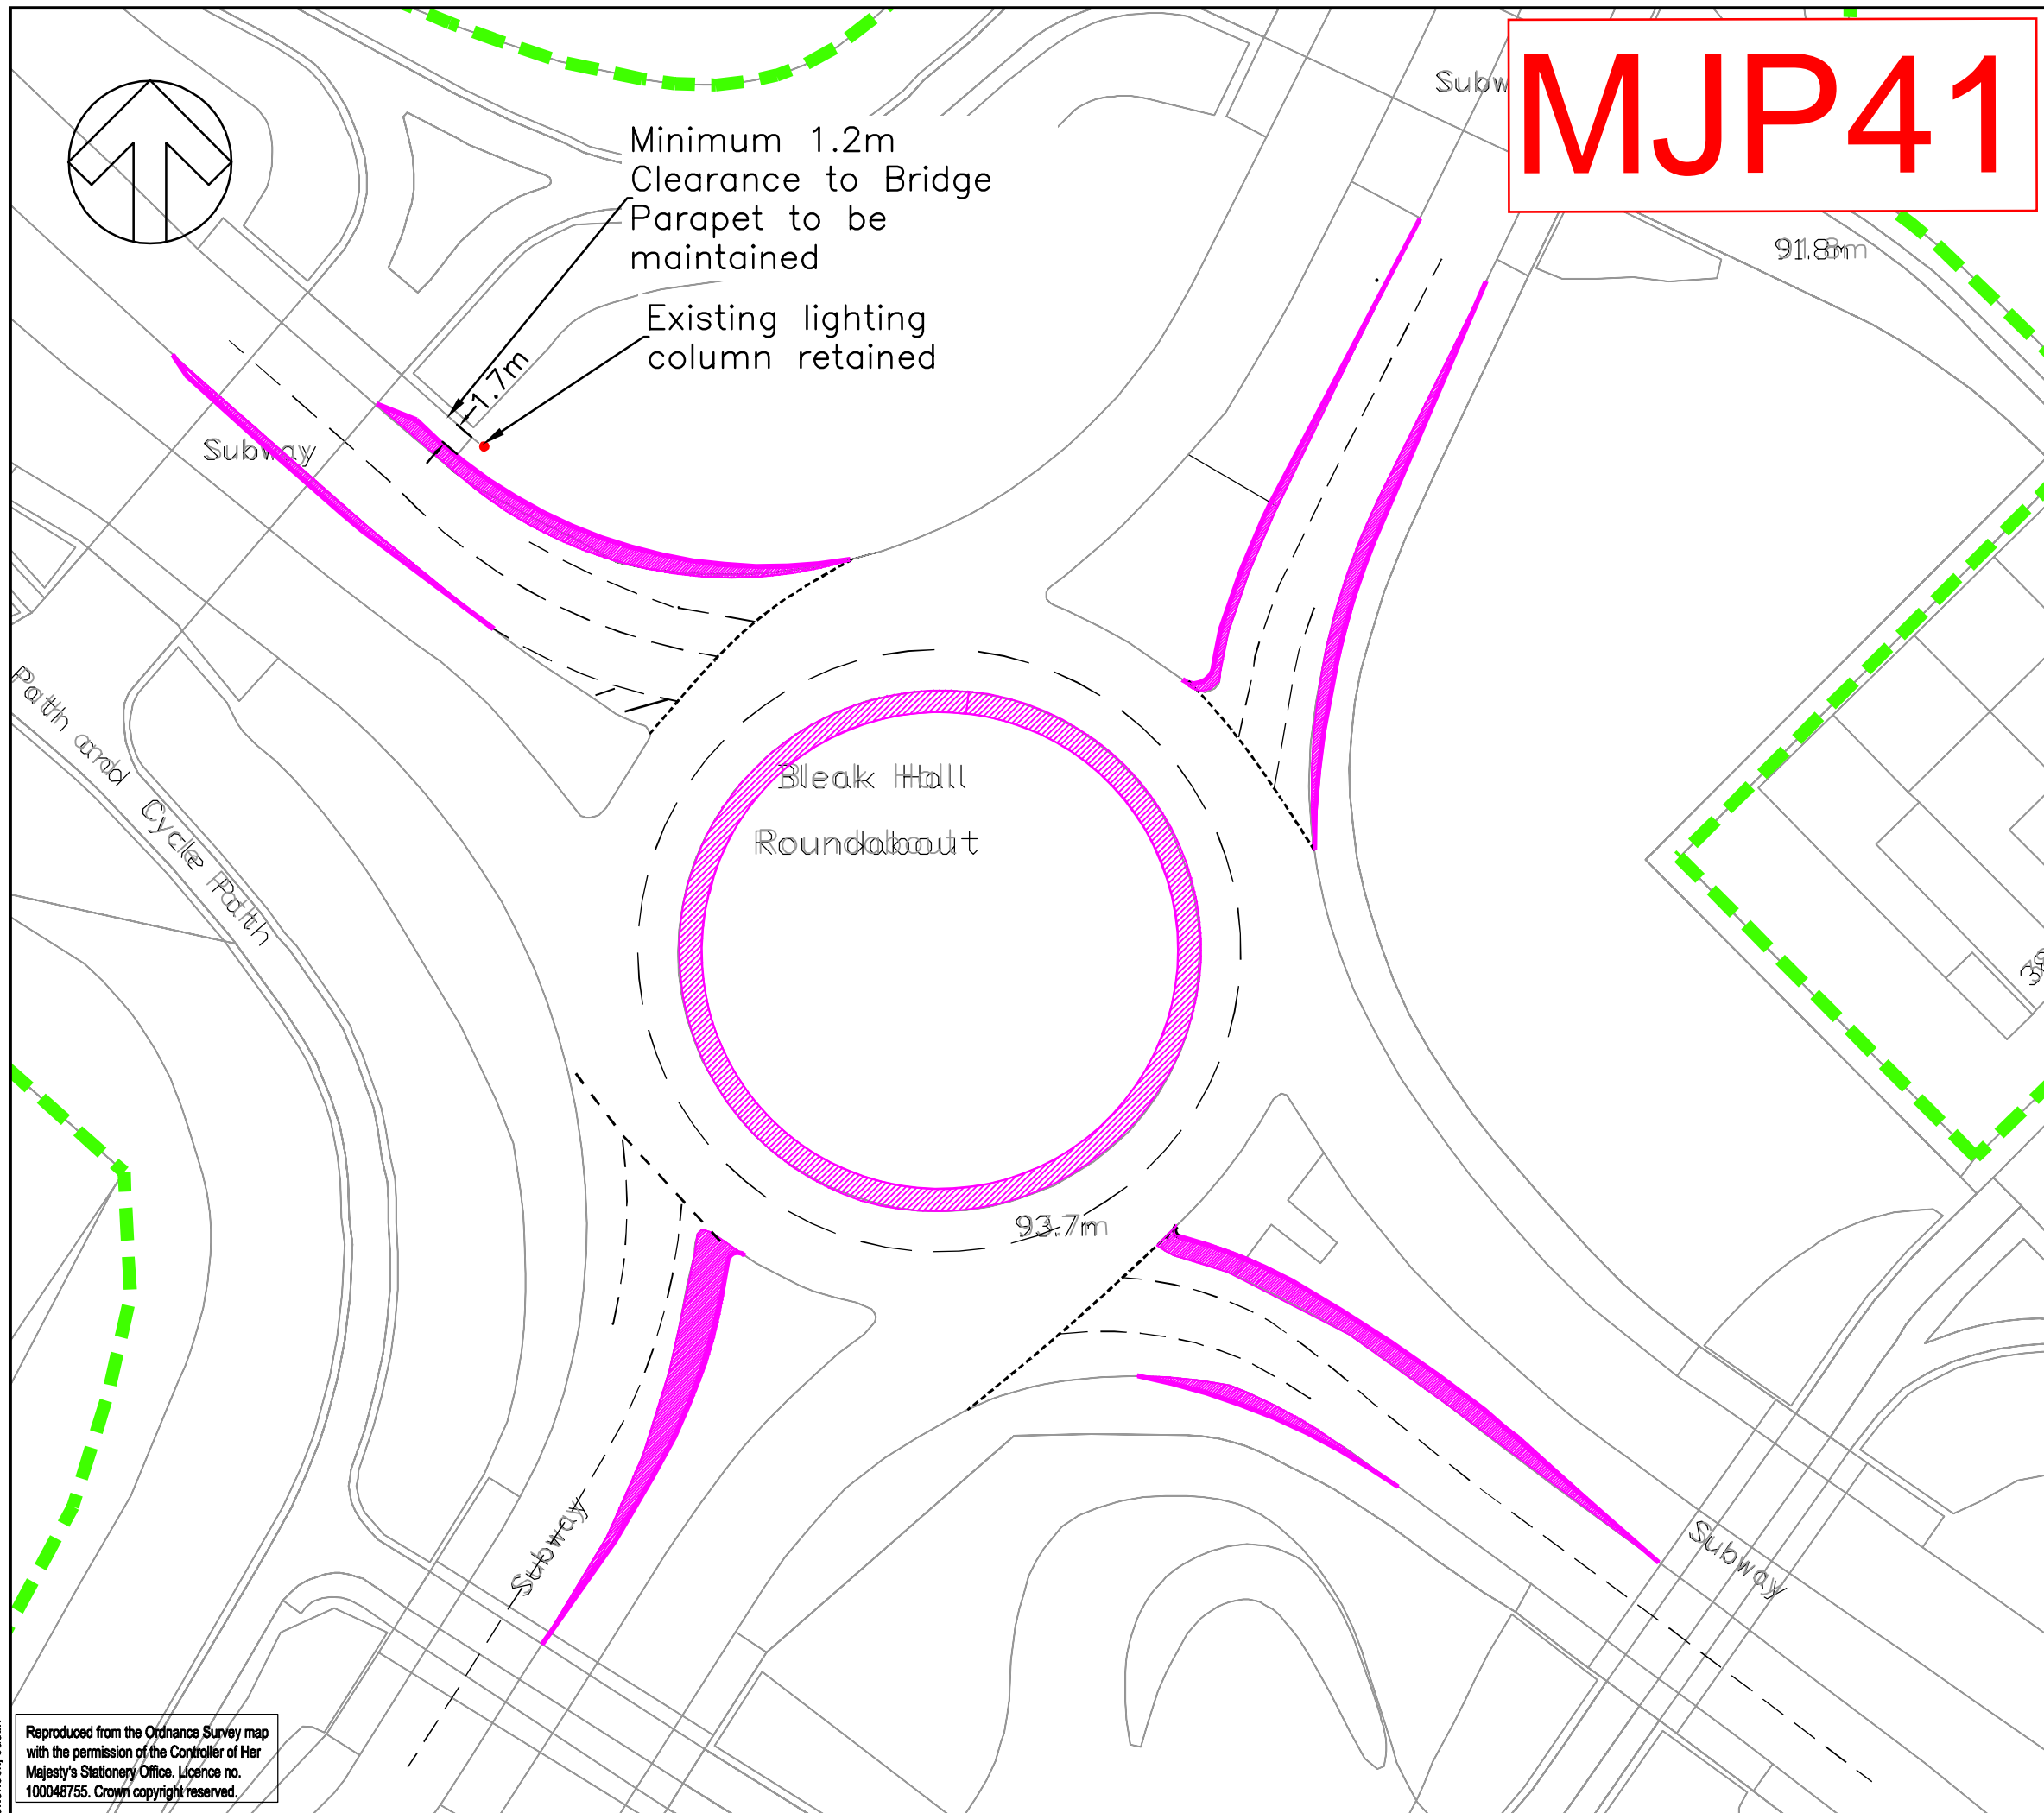 MJP41
Subw
Minimum 1.2m
Clearance to Bridge
Parapet to be
maintained
91.8m
Existing lighting
column retained
1.7m
Subway
Path and Cycle Path
Bleak Hall
Roundabout
93.7m
Subway
Subway
Reproduced from the Ordnance Survey map
with the permission of the Controller of Her
Majesty's Stationery Office. Licence no.
100048755. Crown copyright reserved.